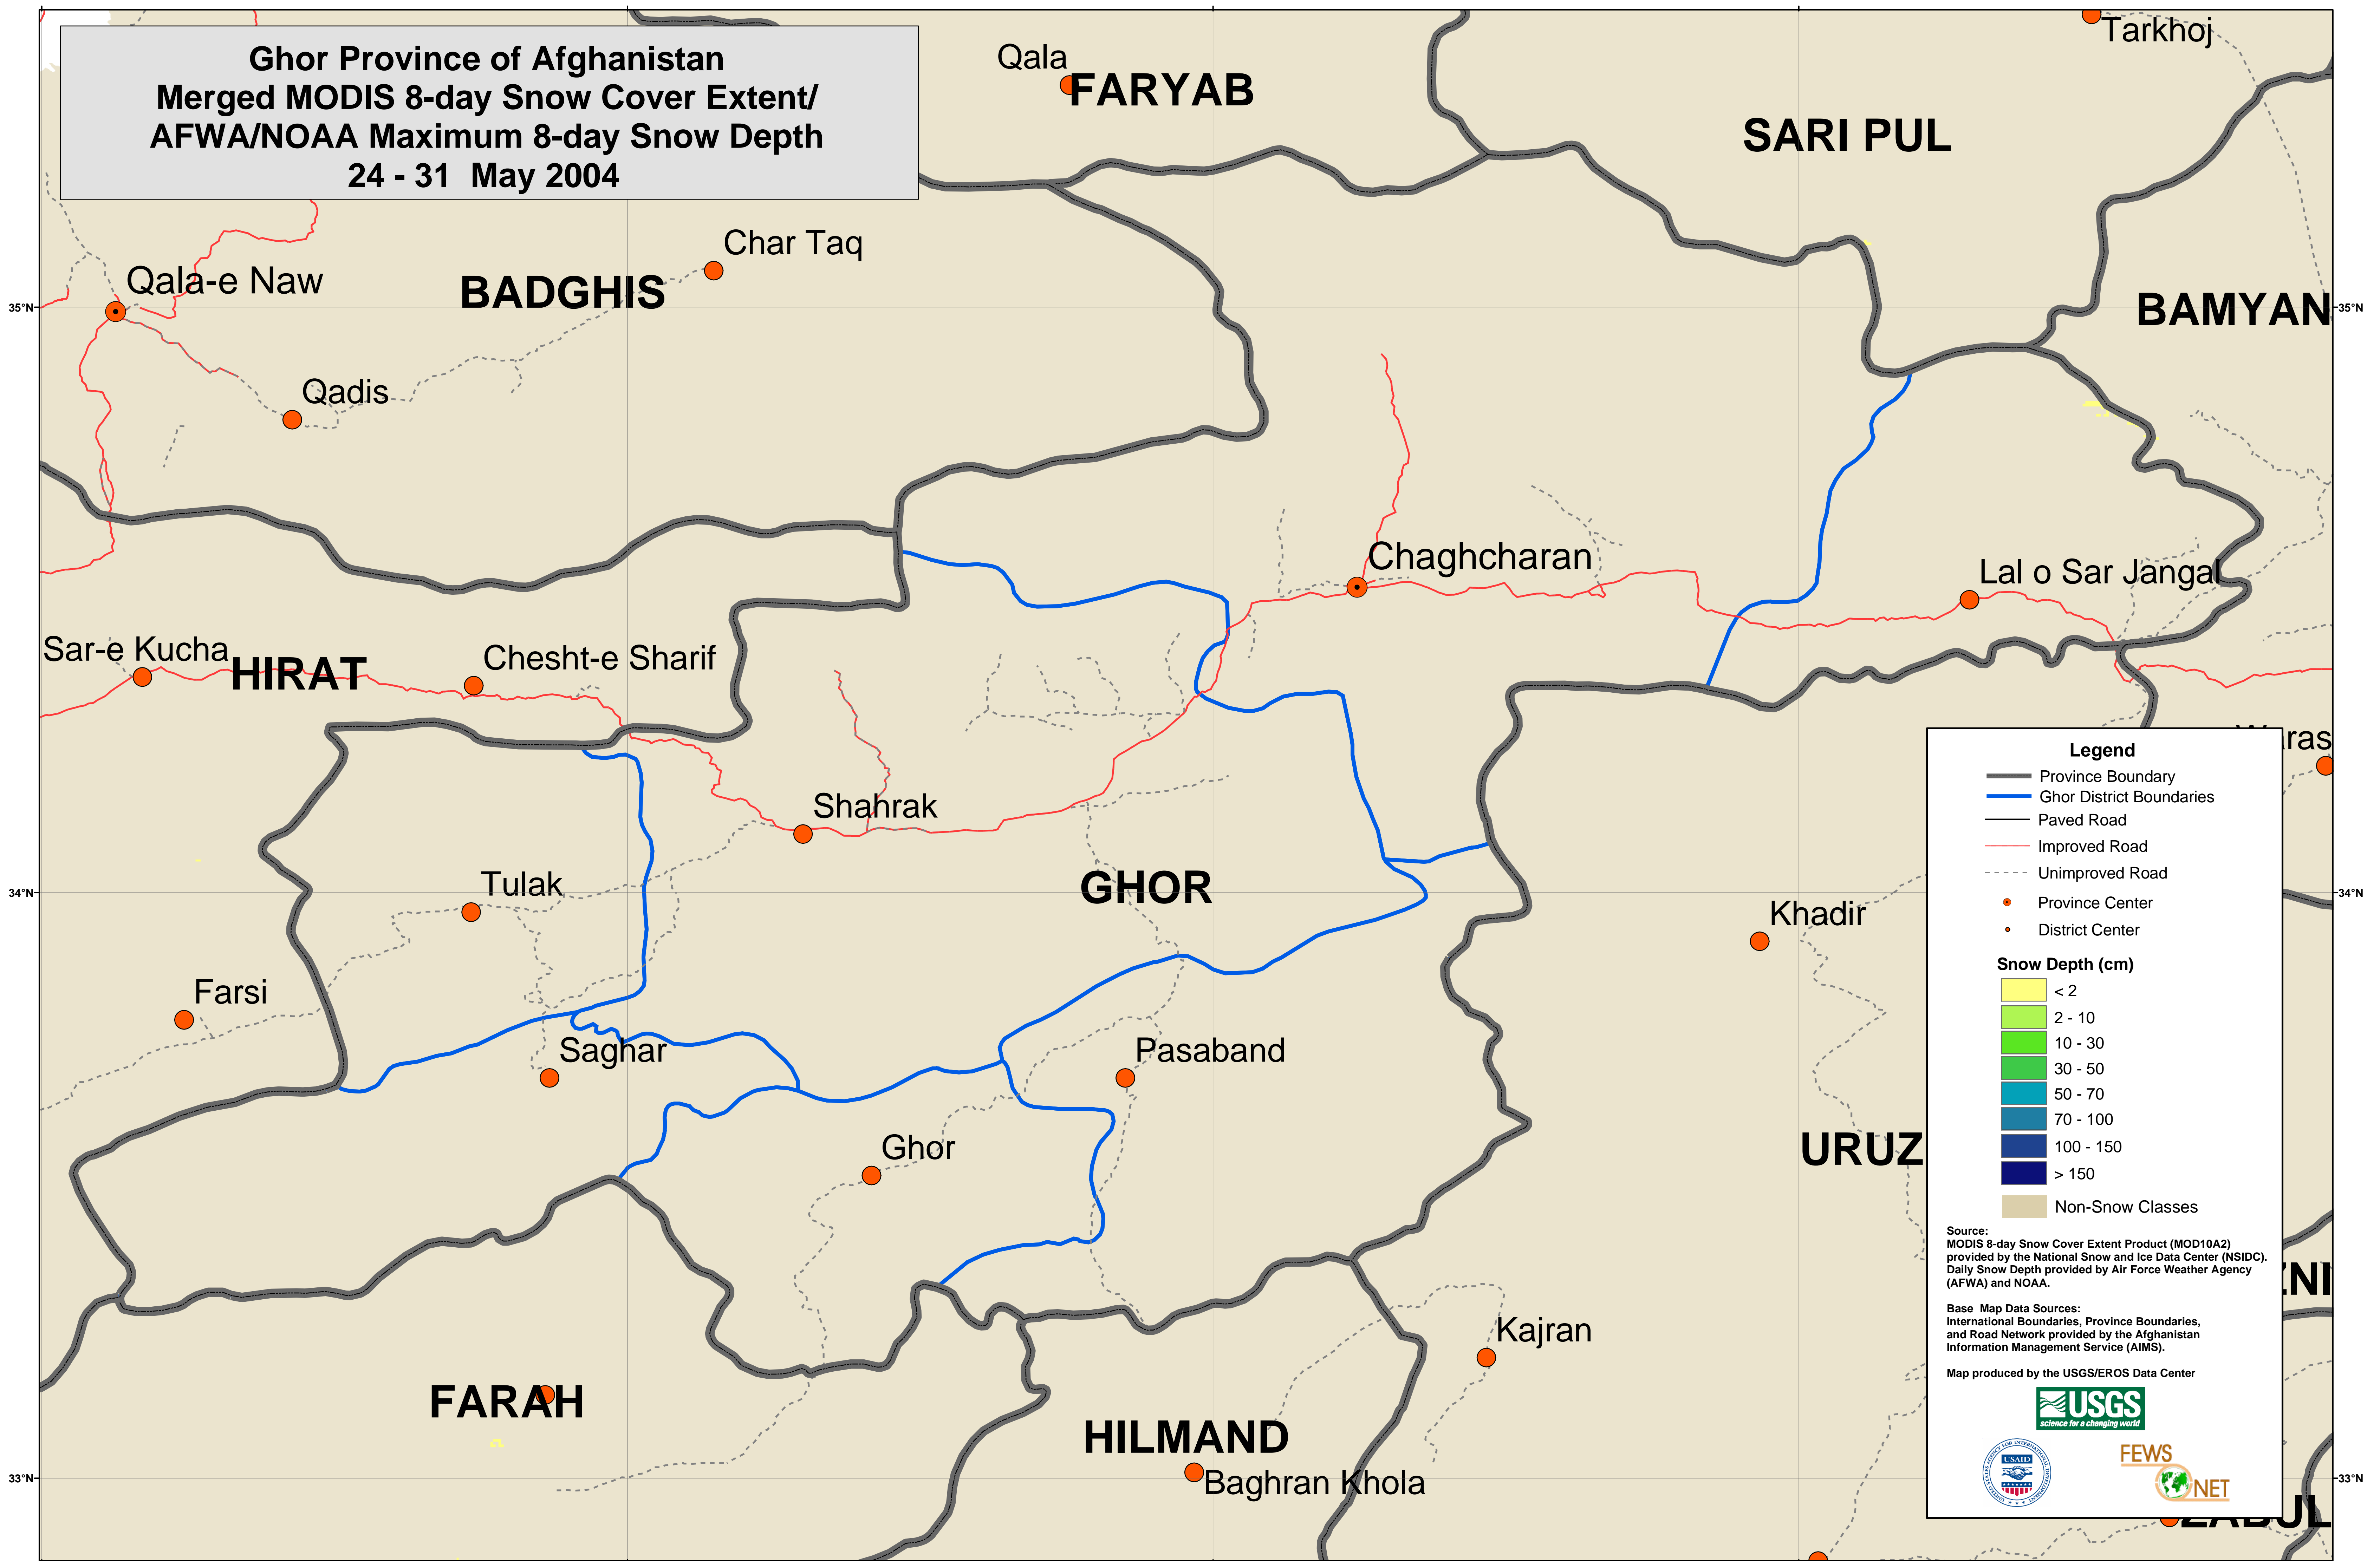 Ghor Province of Afghanistan
Merged MODIS 8-day Snow Cover Extent/
AFWA/NOAA Maximum 8-day Snow Depth
24 - 31 May 2004
Qala
FARYAB
Tarkhoj
SARI PUL
Char Taq
Qala-e Naw
BADGHIS
35°N
BAMYAN
35°N
Qadis
Chaghcharan
Lal o Sar Jangal
Sar-e Kucha
HIRAT
Chesht-e Sharif
Shahrak
Tulak
GHOR
34°N
34°N
Khadir
Farsi
Saghar
Pasaband
Ghor
URUZ
Kajran
FARAH
HILMAND
Baghran Khola
33°N
33°N
ZABUL
Legend
Province Boundary
Ghor District Boundaries
Paved Road
Improved Road
Unimproved Road
Province Center
District Center
Snow Depth (cm)
< 2
2 - 10
10 - 30
30 - 50
50 - 70
70 - 100
100 - 150
> 150
Non-Snow Classes
Source:
MODIS 8-day Snow Cover Extent Product (MOD10A2)
provided by the National Snow and Ice Data Center (NSIDC).
Daily Snow Depth provided by Air Force Weather Agency
(AFWA) and NOAA.
Base Map Data Sources:
International Boundaries, Province Boundaries,
and Road Network provided by the Afghanistan
Information Management Service (AIMS).
Map produced by the USGS/EROS Data Center
USGS
science for a changing world
UNITED STATES AGENCY FOR INTERNATIONAL DEVELOPMENT
USAID
FEWS
NET